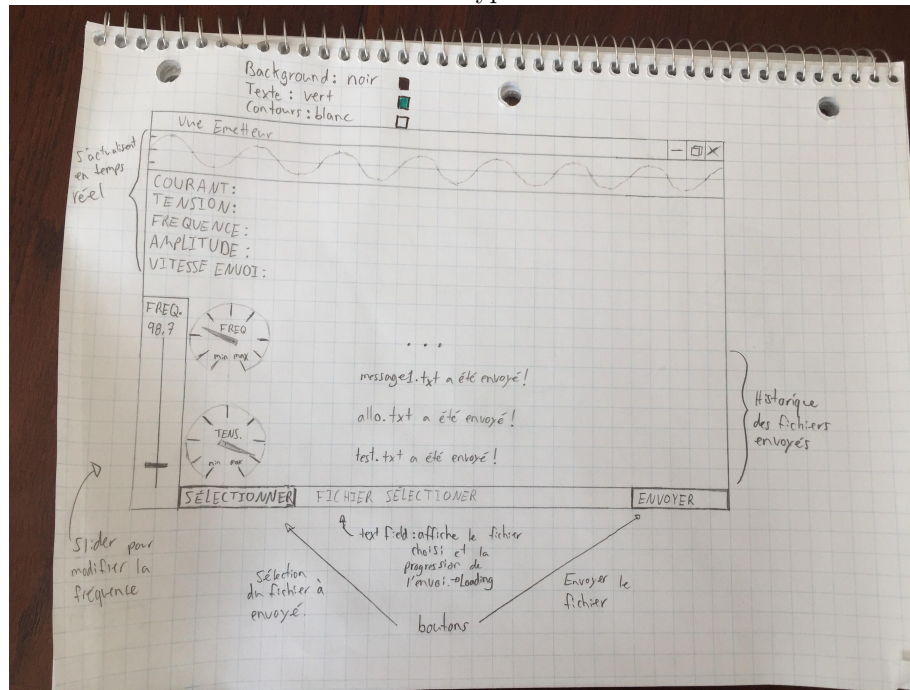 Background: noir
Texte : vert
Contours : blanc
Vue Emetteur
S'actualisent
en temps
réel
COURANT:
TENSION:
FREQUENCE:
AMPLITUDE :
VITESSE ENVOI :
FREQ.
98,7
FREQ
min max
...
message1.txt a été envoyé !
allo.txt a été envoyé !
test.txt a été envoyé !
Historique
des fichiers
envoyés
TENS.
min max
SÉLECTIONNER
FICHIER SÉLECTIONER
ENVOYER
Slider pour
modifier la
fréquence
text field : affiche le fichier
choisi et la
progression de
l'envoi.→Loading
Sélection
du fichier à
envoyé.
Envoyer le
fichier
boutons